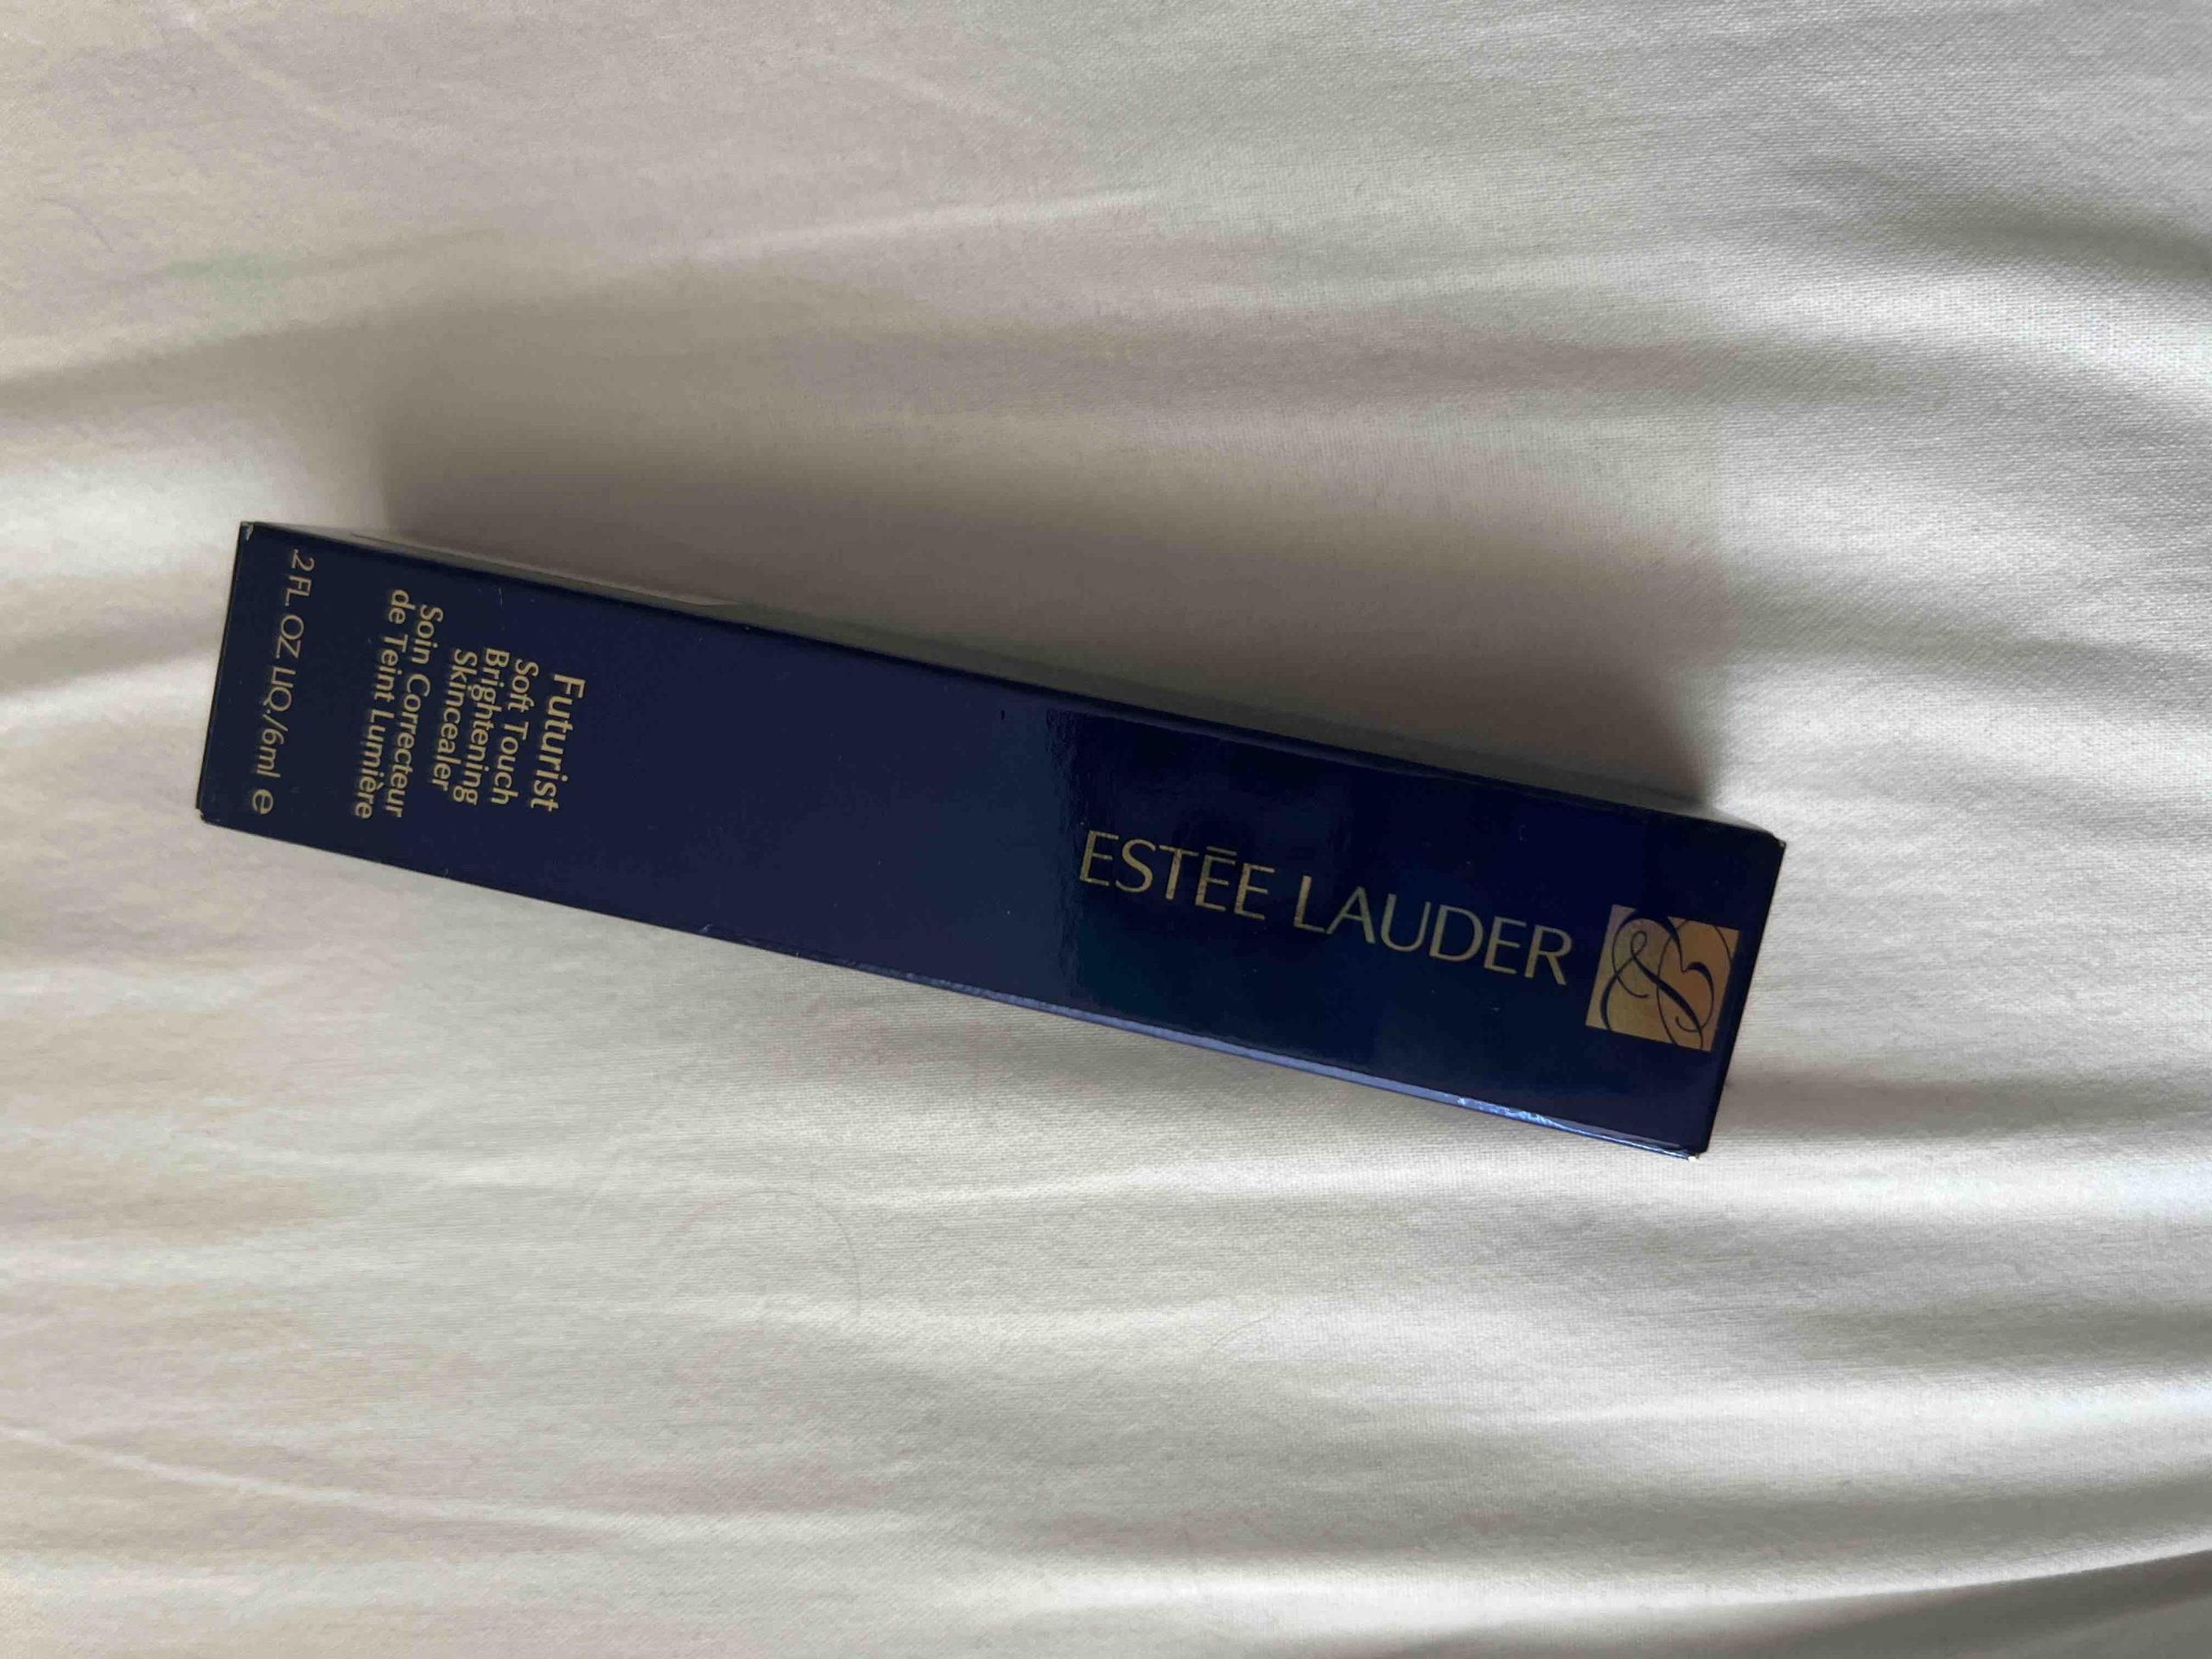 ESTĒE LAUDER
Futurist
Soft Touch
Brightening
Skincealer
Soin Correcteur
de Teint Lumière
.2 FL. OZ. LIQ./6ml ℮